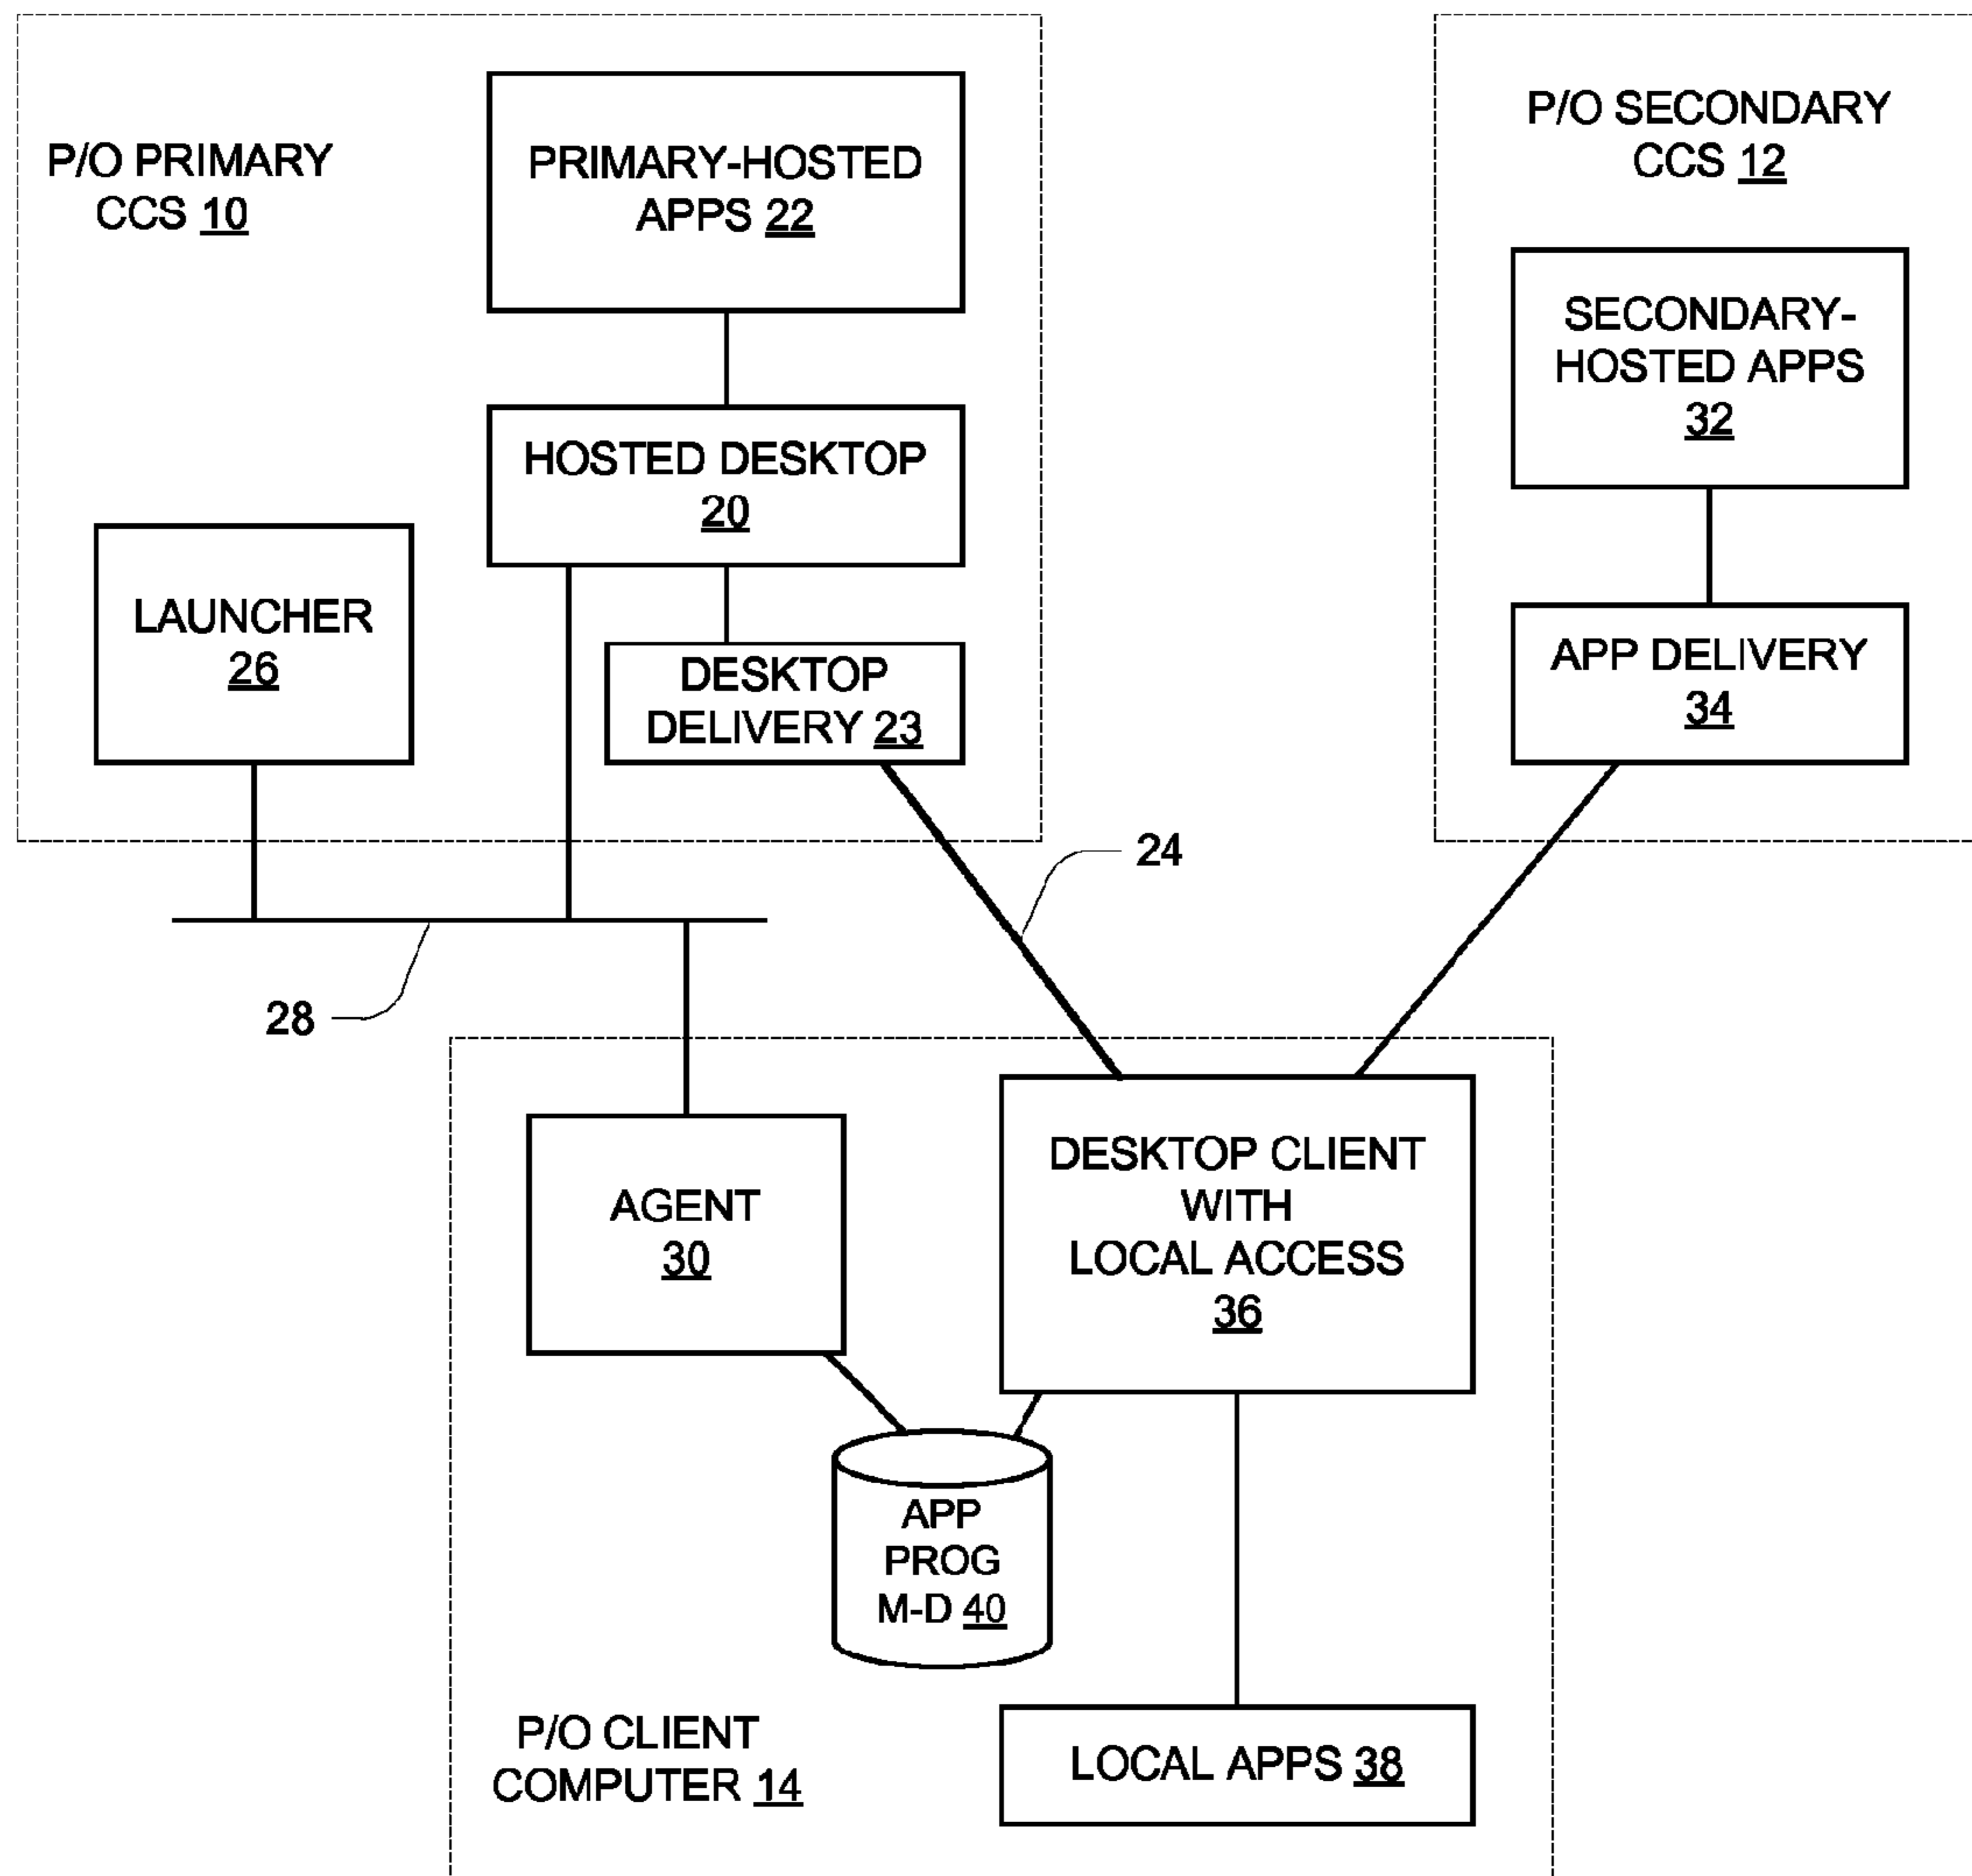 P/O PRIMARY
CCS 10
PRIMARY-HOSTED
APPS 22
P/O SECONDARY
CCS 12
SECONDARY-
HOSTED APPS
32
HOSTED DESKTOP
20
LAUNCHER
26
DESKTOP
DELIVERY 23
APP DELIVERY
34
24
28
AGENT
30
DESKTOP CLIENT
WITH
LOCAL ACCESS
36
APP
PROG
M-D 40
P/O CLIENT
COMPUTER 14
LOCAL APPS 38